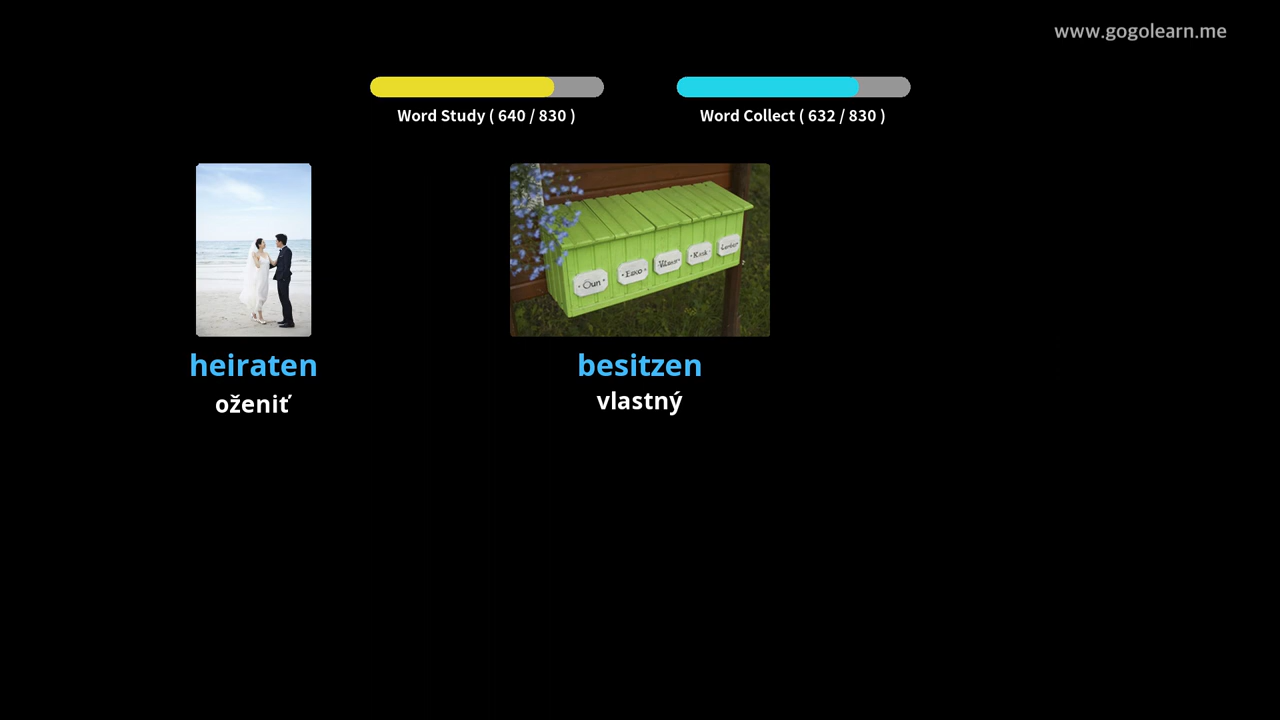 www.gogolearn.me
Word Study ( 640 / 830 )
Word Collect ( 632 / 830 )
heiraten
oženiť
besitzen
vlastný